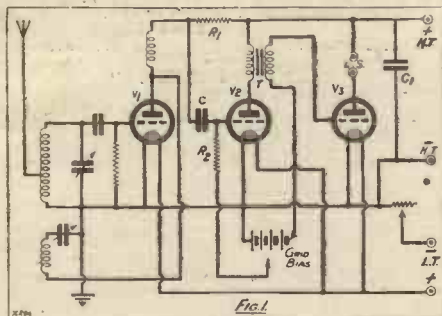 R1
+
H.T.
V1
C
V2
T
V3
C1
R2
H.T.
GRID
BIAS
L.T.
+
FIG.1.